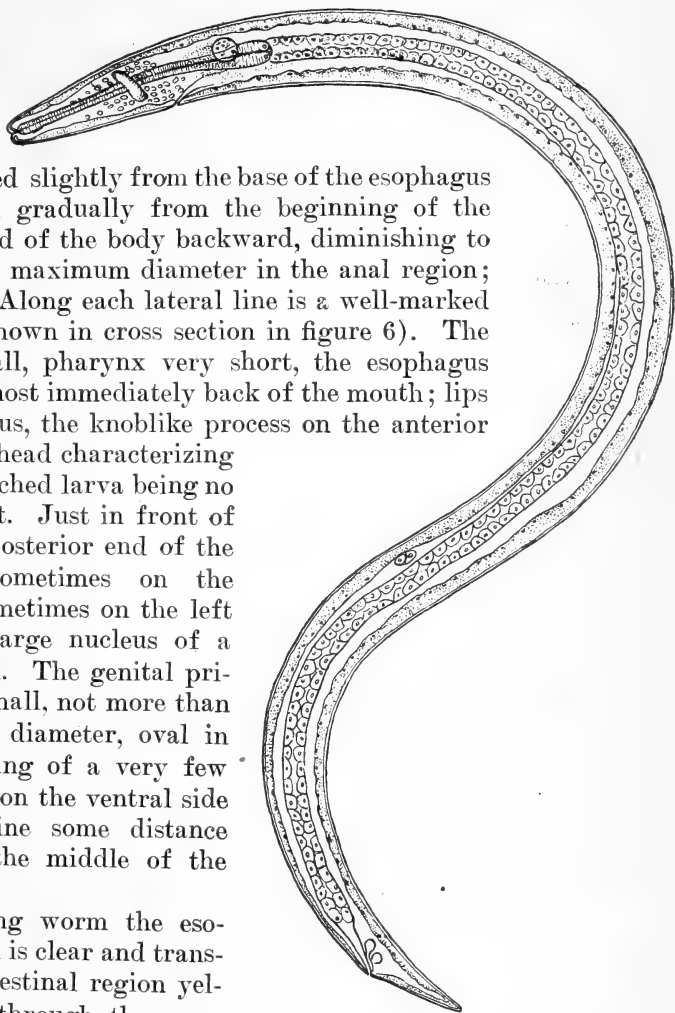 ed slightly from the base of the esophagus
gradually from the beginning of the
d of the body backward, diminishing to
maximum diameter in the anal region;
Along each lateral line is a well-marked
hown in cross section in figure 6). The
all, pharynx very short, the esophagus
nost immediately back of the mouth; lips
us, the knoblike process on the anterior
head characterizing
ched larva being no
t. Just in front of
osterior end of the
ometimes on the
metimes on the left
arge nucleus of a
. The genital pri-
nall, not more than
diameter, oval in
ng of a very few
on the ventral side
ine some distance
the middle of the
ng worm the eso-
is clear and trans-
estinal region yel-